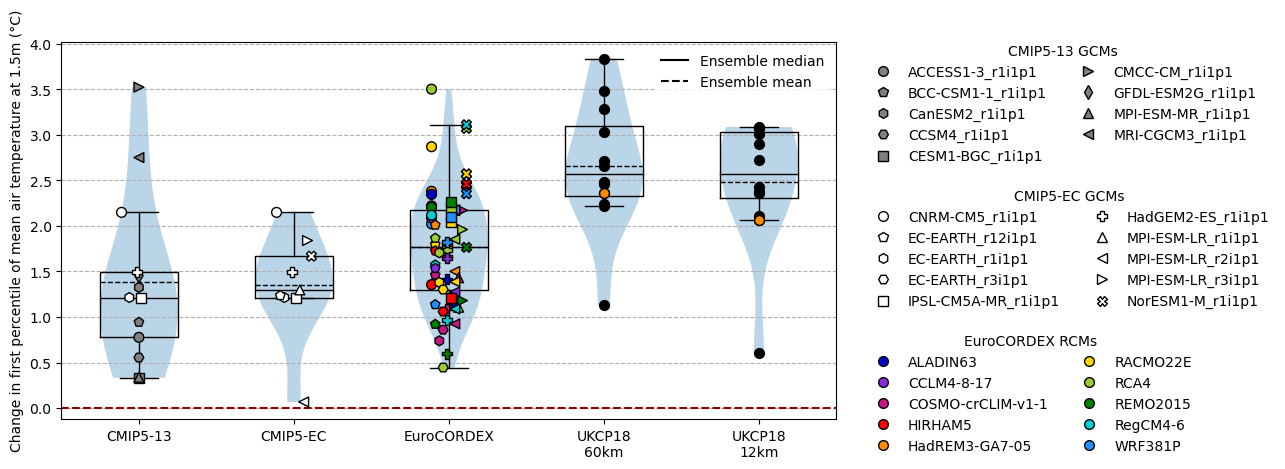 Change in first percentile of mean air temperature at 1.5m (°C)
4.0
3.5
3.0
2.5
2.0
1.5
1.0
0.5
0.0
CMIP5-13
CMIP5-EC
EuroCORDEX
UKCP18
60km
UKCP18
12km
Ensemble median
Ensemble mean
CMIP5-13 GCMs
ACCESS1-3_r1i1p1
BCC-CSM1-1_r1i1p1
CanESM2_r1i1p1
CCSM4_r1i1p1
CESM1-BGC_r1i1p1
CMCC-CM_r1i1p1
GFDL-ESM2G_r1i1p1
MPI-ESM-MR_r1i1p1
MRI-CGCM3_r1i1p1
CMIP5-EC GCMs
CNRM-CM5_r1i1p1
EC-EARTH_r12i1p1
EC-EARTH_r1i1p1
EC-EARTH_r3i1p1
IPSL-CM5A-MR_r1i1p1
HadGEM2-ES_r1i1p1
MPI-ESM-LR_r1i1p1
MPI-ESM-LR_r2i1p1
MPI-ESM-LR_r3i1p1
NorESM1-M_r1i1p1
EuroCORDEX RCMs
ALADIN63
CCLM4-8-17
COSMO-crCLIM-v1-1
HIRHAM5
HadREM3-GA7-05
RACMO22E
RCA4
REMO2015
RegCM4-6
WRF381P